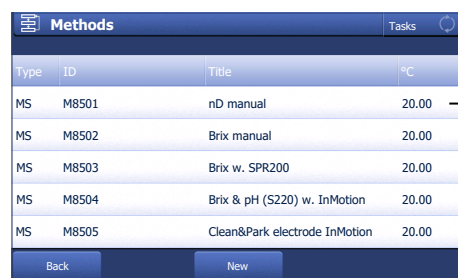 Methods Tasks
Type ID Title °C
MS M8501 nD manual 20.00
MS M8502 Brix manual 20.00
MS M8503 Brix w. SPR200 20.00
MS M8504 Brix & pH (S220) w. InMotion 20.00
MS M8505 Clean&Park electrode InMotion 20.00
Back New